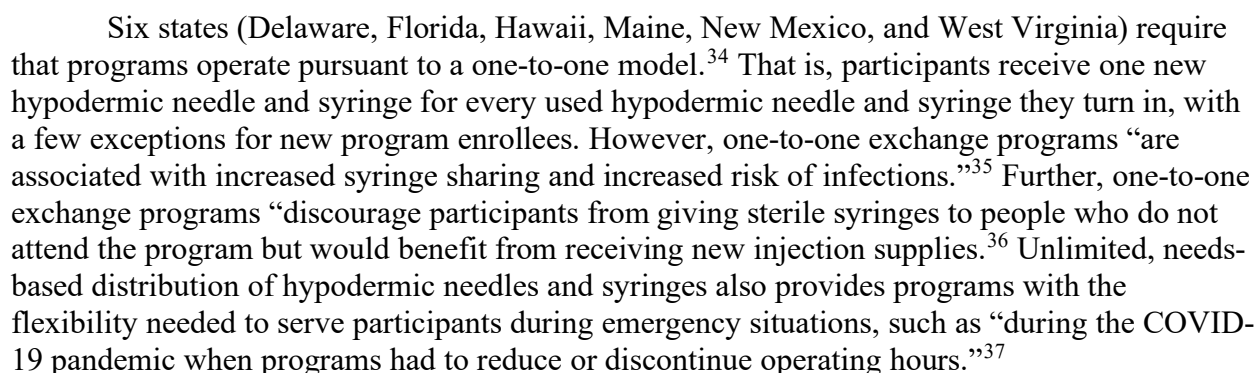 Six states (Delaware, Florida, Hawaii, Maine, New Mexico, and West Virginia) require
that programs operate pursuant to a one-to-one model.34 That is, participants receive one new
hypodermic needle and syringe for every used hypodermic needle and syringe they turn in, with
a few exceptions for new program enrollees. However, one-to-one exchange programs “are
associated with increased syringe sharing and increased risk of infections.”35 Further, one-to-one
exchange programs “discourage participants from giving sterile syringes to people who do not
attend the program but would benefit from receiving new injection supplies.36 Unlimited, needs-
based distribution of hypodermic needles and syringes also provides programs with the
flexibility needed to serve participants during emergency situations, such as “during the COVID-
19 pandemic when programs had to reduce or discontinue operating hours.”37